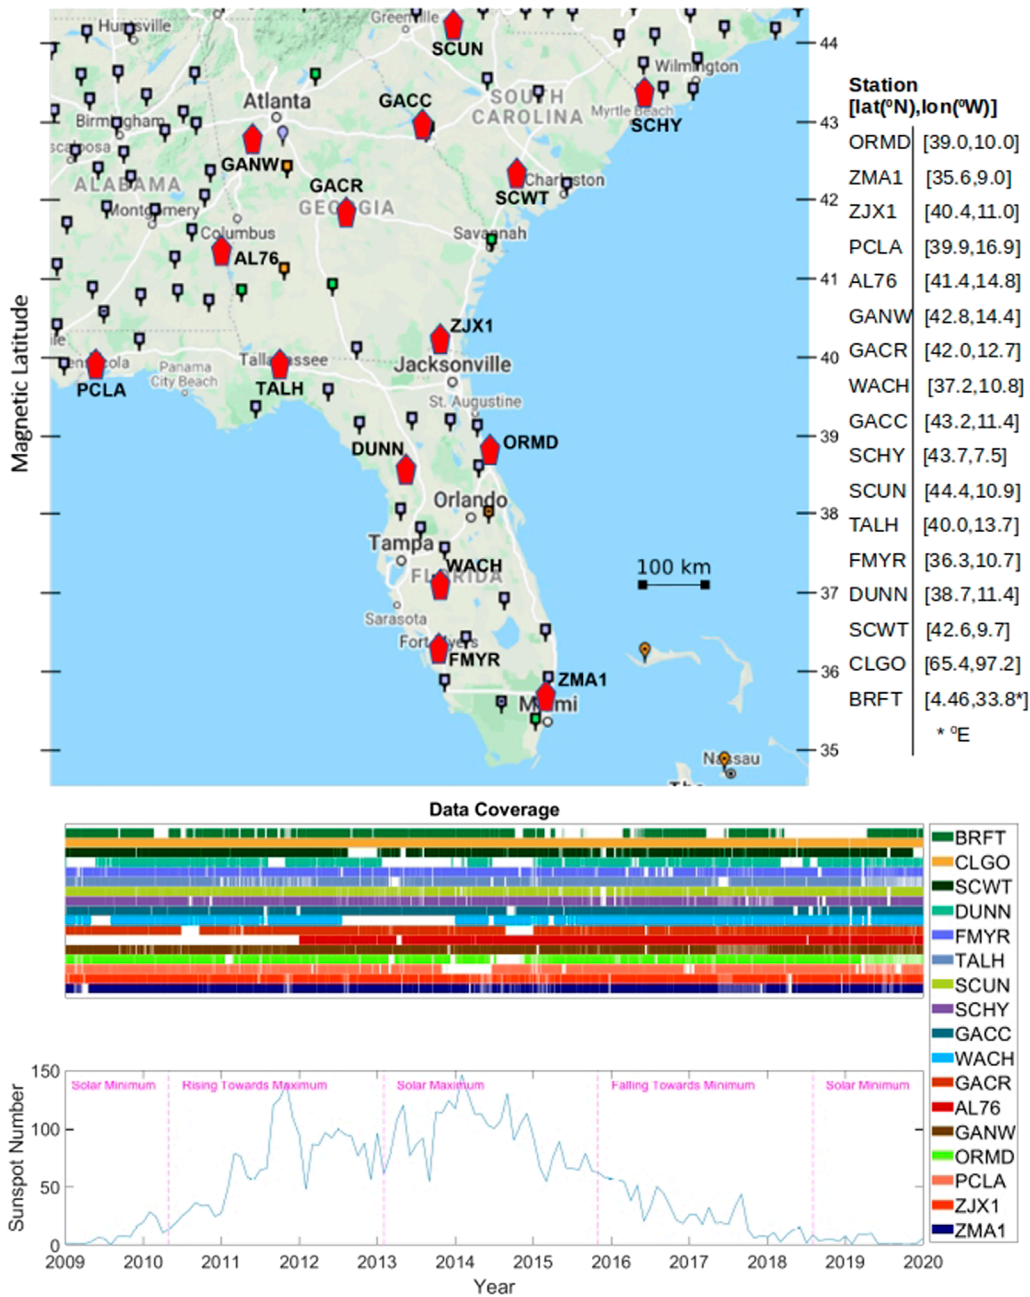 Greenville
SCUN
44
Huntsville
Wilmington
Atlanta
GACC
SOUTH
CAROLINA
Myrtle Beach
SCHY
43
Birmingham
GANW
GACR
Charleston
SCWT
ALABAMA
42
GEORGIA
Montgomery
Columbus
Savannah
AL76
41
ZJX1
40
Tallahassee
Jacksonville
Panama
City Beach
PCLA
TALH
St. Augustine
39
DUNN
ORMD
Orlando
38
Tampa
WACH
FLORIDA
100 km
37
Sarasota
Fort Myers
FMYR
36
ZMA1
Miami
35
Nassau
Magnetic Latitude
Station
[lat(ºN),lon(ºW)]
ORMD [39.0,10.0]
ZMA1 [35.6,9.0]
ZJX1 [40.4,11.0]
PCLA [39.9,16.9]
AL76 [41.4,14.8]
GANW [42.8,14.4]
GACR [42.0,12.7]
WACH [37.2,10.8]
GACC [43.2,11.4]
SCHY [43.7,7.5]
SCUN [44.4,10.9]
TALH [40.0,13.7]
FMYR [36.3,10.7]
DUNN [38.7,11.4]
SCWT [42.6,9.7]
CLGO [65.4,97.2]
BRFT [4.46,33.8*]
* ºE
Data Coverage
BRFT
CLGO
SCWT
DUNN
FMYR
TALH
SCUN
SCHY
GACC
WACH
GACR
AL76
GANW
ORMD
PCLA
ZJX1
ZMA1
150
100
50
0
Sunspot Number
Solar Minimum Rising Towards Maximum Solar Maximum Falling Towards Minimum Solar Minimum
2009 2010 2011 2012 2013 2014 2015 2016 2017 2018 2019 2020
Year